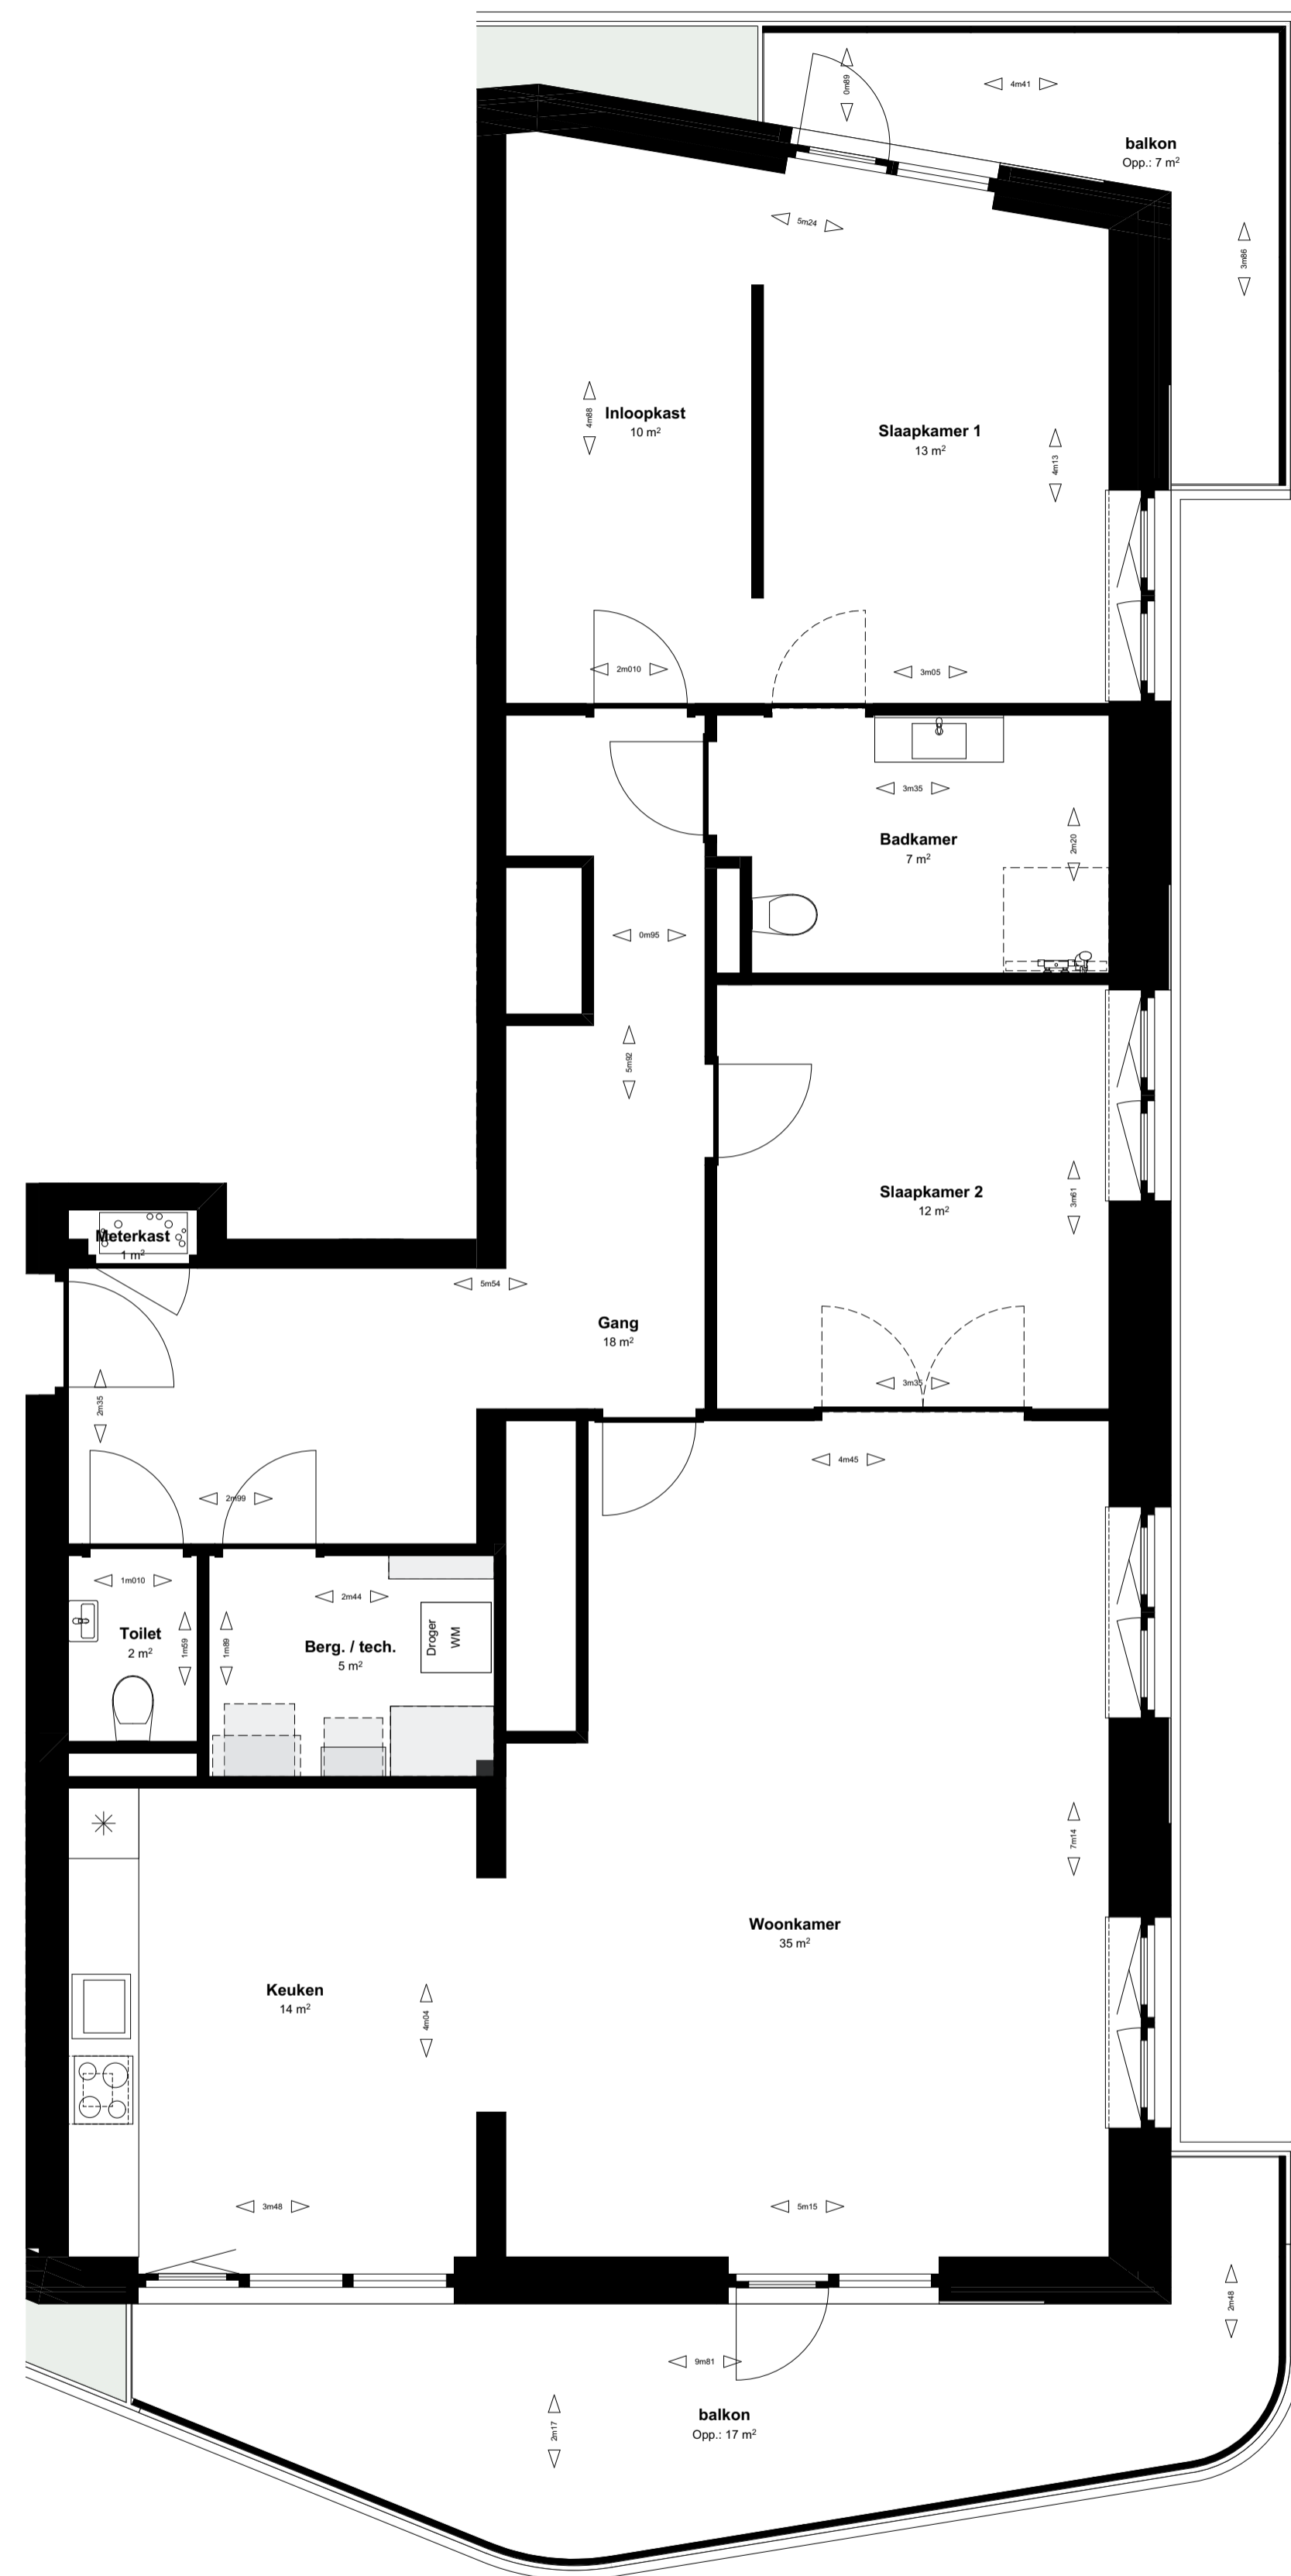 0m89
4m41
balkon
Opp.: 7 m²
5m24
3m86
4m88
Inloopkast
10 m²
Slaapkamer 1
13 m²
4m13
2m010
3m05
3m35
Badkamer
7 m²
2m20
0m95
5m92
Slaapkamer 2
12 m²
3m61
Meterkast
1 m²
5m54
Gang
18 m²
2m35
3m35
4m45
2m99
1m010
2m44
Toilet
2 m²
1m59
1m89
Berg. / tech.
5 m²
Droger
WM
7m14
Woonkamer
35 m²
Keuken
14 m²
4m04
3m48
5m15
2m48
9m81
2m17
balkon
Opp.: 17 m²